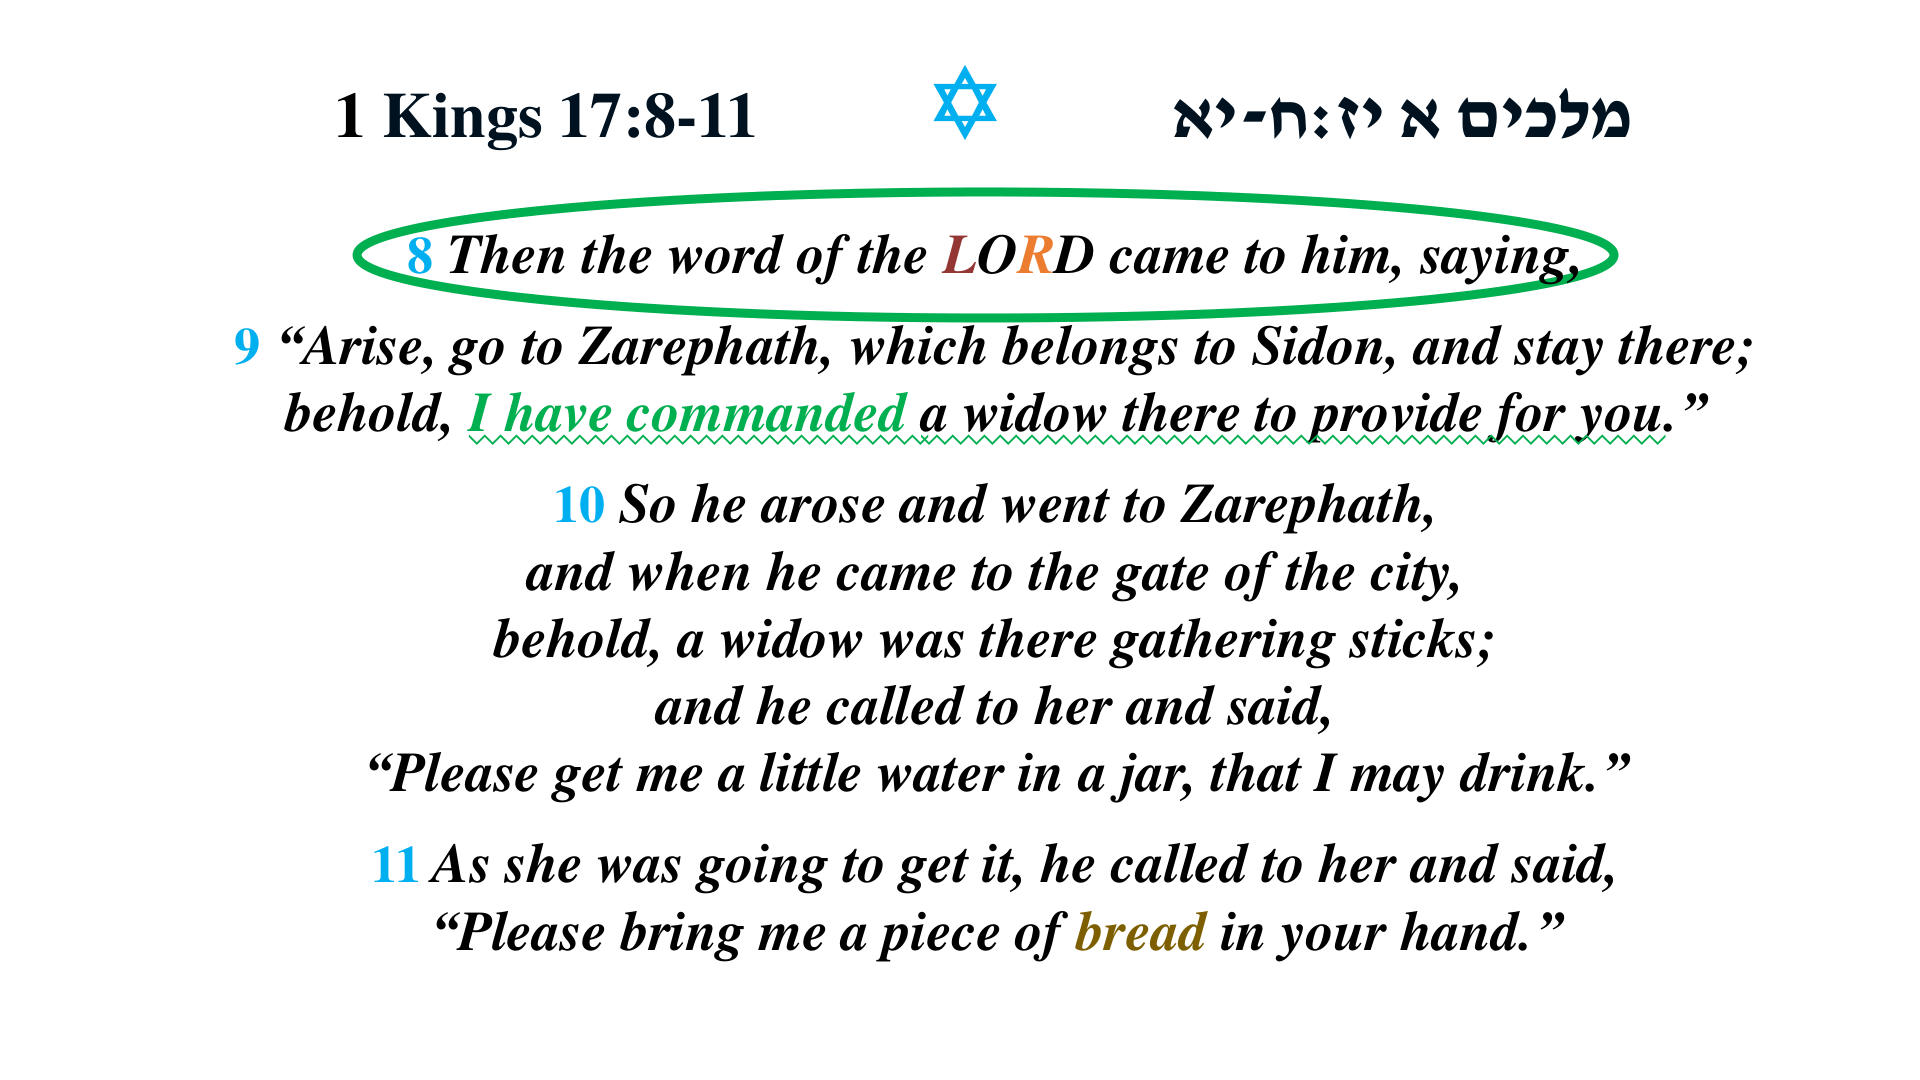 1 Kings 17:8-11 ✡ מלכים א יז:ח-יא
8 Then the word of the LORD came to him, saying,
9 “Arise, go to Zarephath, which belongs to Sidon, and stay there;
behold, I have commanded a widow there to provide for you.”
10 So he arose and went to Zarephath,
and when he came to the gate of the city,
behold, a widow was there gathering sticks;
and he called to her and said,
“Please get me a little water in a jar, that I may drink.”
11 As she was going to get it, he called to her and said,
“Please bring me a piece of bread in your hand.”